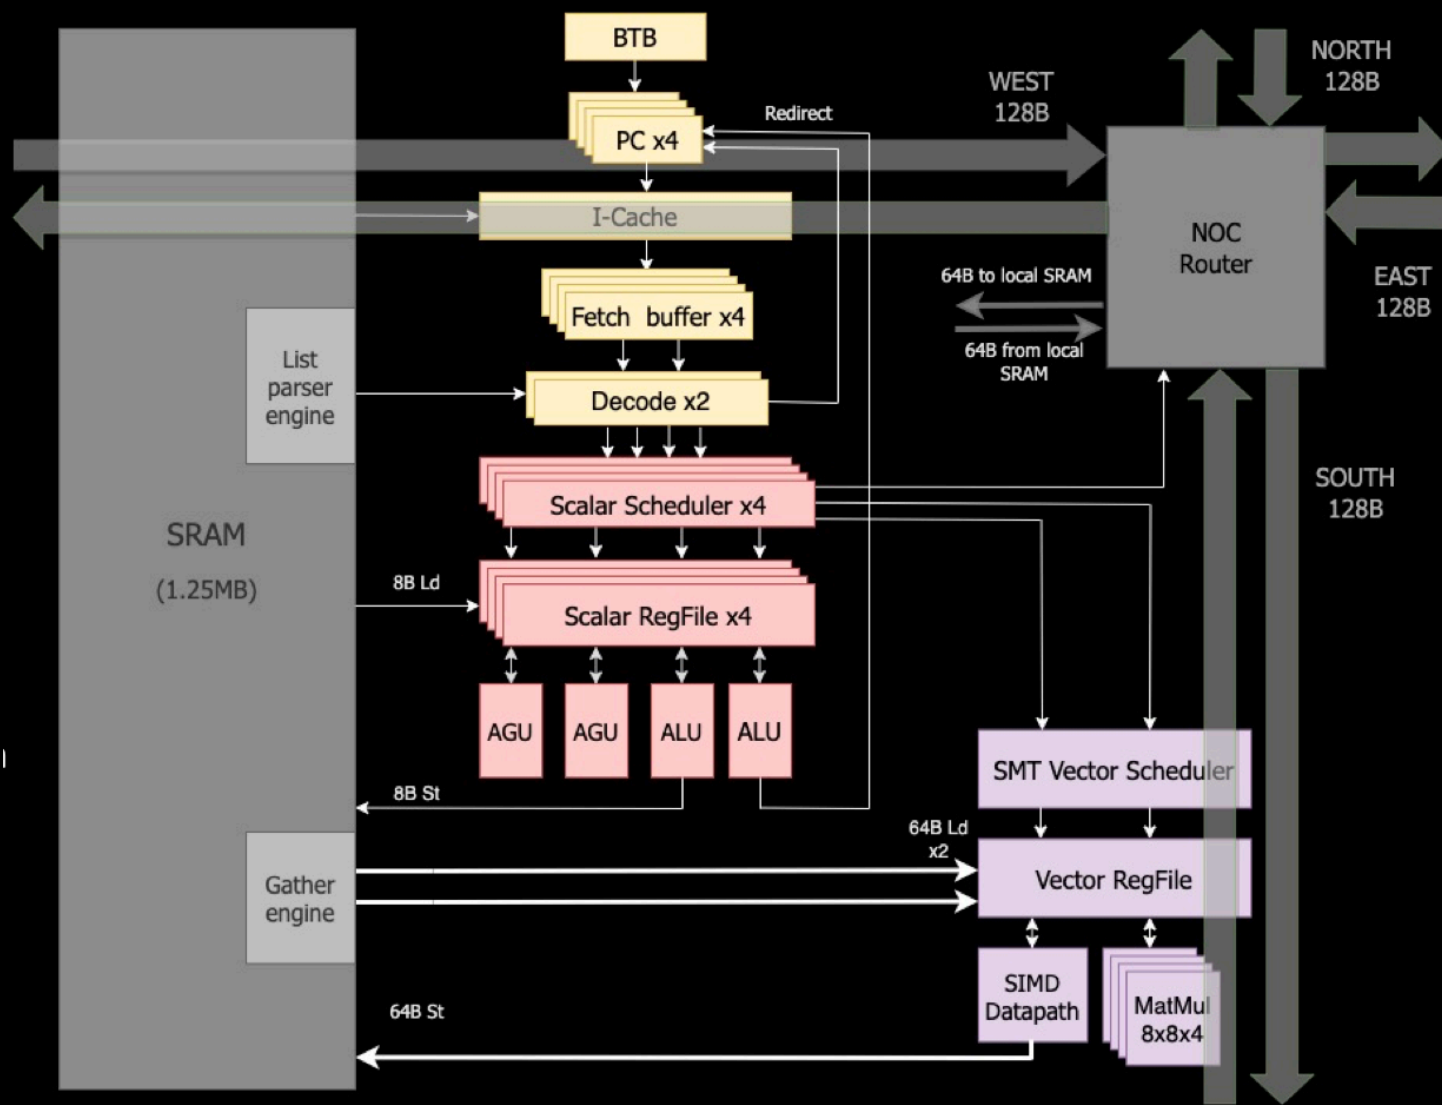 BTB
PC x4
Redirect
WEST
128B
NORTH
128B
I-Cache
NOC
Router
64B to local SRAM
64B from local
SRAM
EAST
128B
Fetch buffer x4
List
parser
engine
Decode x2
SOUTH
128B
Scalar Scheduler x4
SRAM
(1.25MB)
8B Ld
Scalar RegFile x4
AGU
AGU
ALU
ALU
8B St
SMT Vector Scheduler
64B Ld
x2
Vector RegFile
Gather
engine
SIMD
Datapath
MatMul
8x8x4
64B St